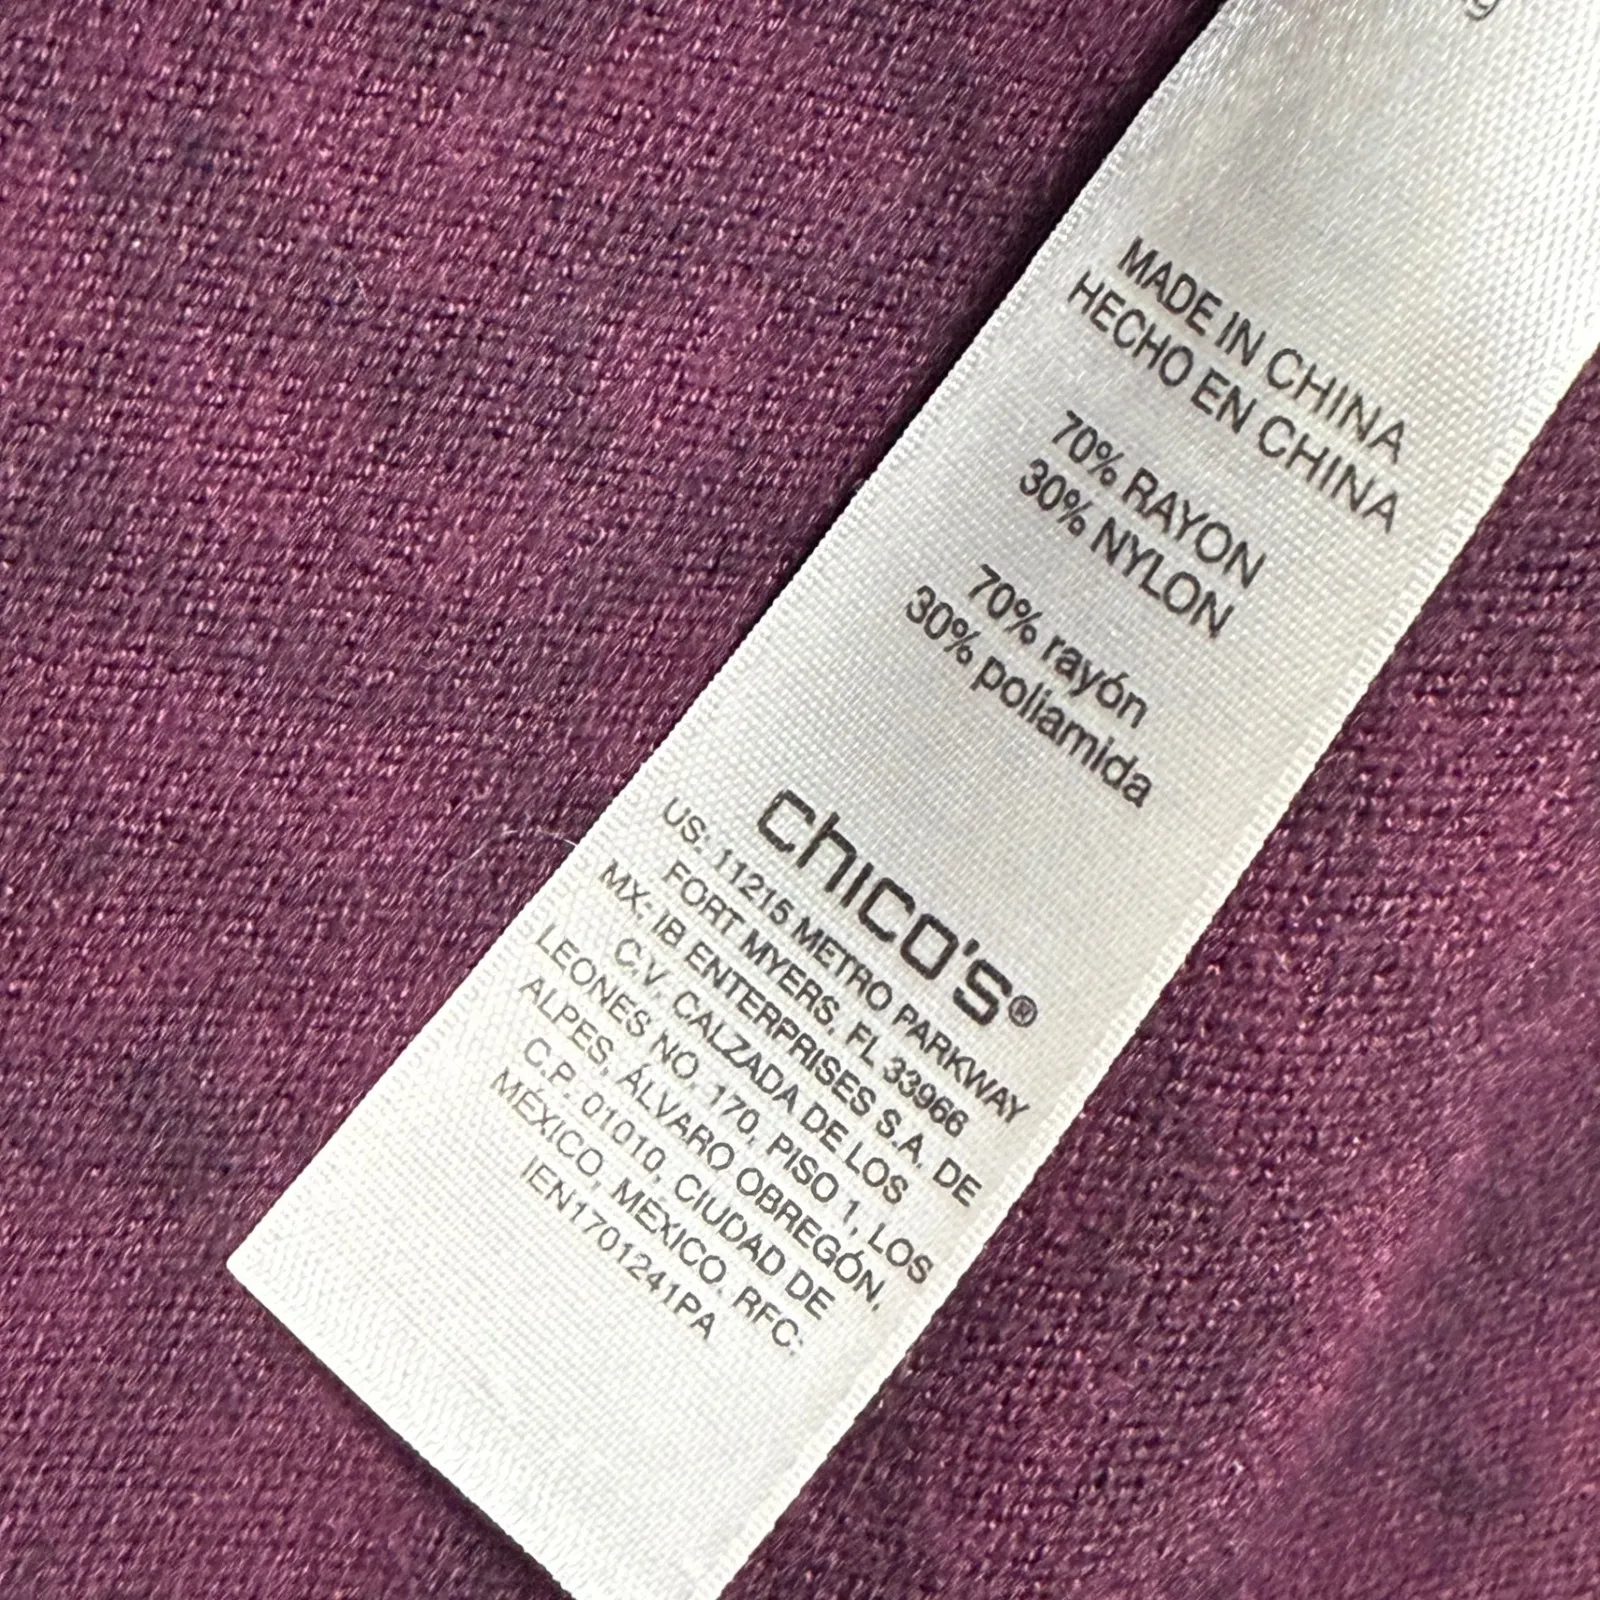 MADE IN CHINA
HECHO EN CHINA
70% RAYON
30% NYLON
70% rayón
30% poliamida
chico's®
US: 11215 METRO PARKWAY
FORT MYERS, FL 33966
MX: IB ENTERPRISES S.A. DE
C.V. CALZADA DE LOS
LEONES NO. 170, PISO 1, LOS
ALPES, ÁLVARO OBREGÓN,
C.P. 01010, CIUDAD DE
MÉXICO, MÉXICO. RFC:
IEN1701241PA